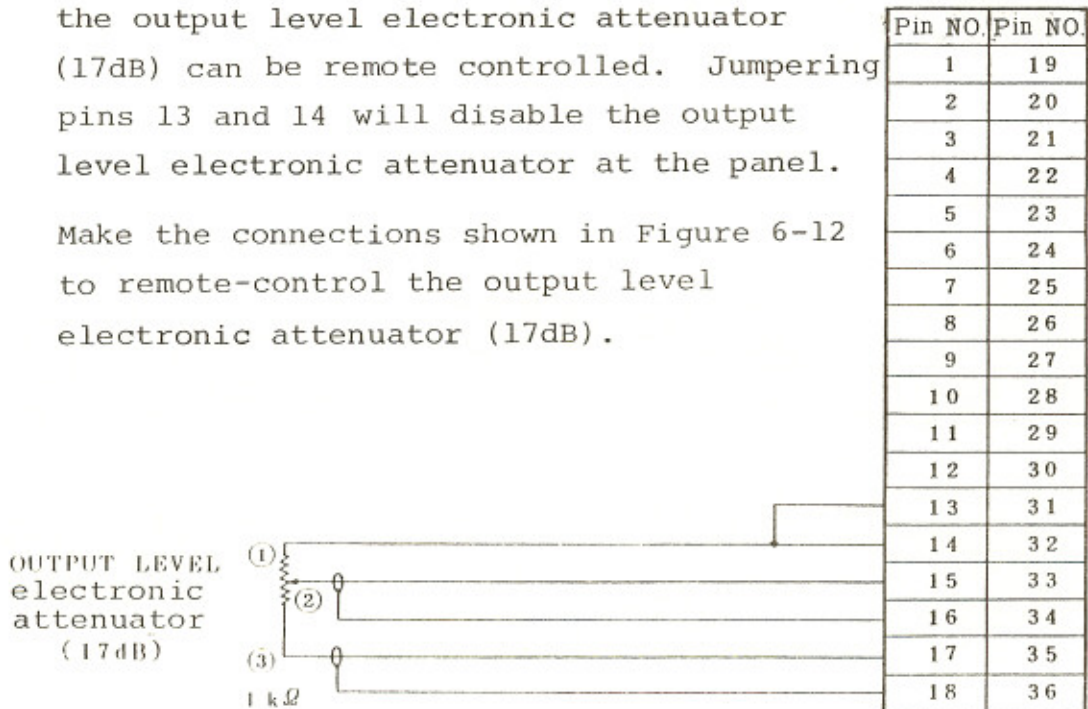 the output level electronic attenuator
(17dB) can be remote controlled. Jumpering
pins 13 and 14 will disable the output
level electronic attenuator at the panel.
Make the connections shown in Figure 6-12
to remote-control the output level
electronic attenuator (17dB).
Pin NO. Pin NO.
1 19
2 20
3 21
4 22
5 23
6 24
7 25
8 26
9 27
10 28
11 29
12 30
13 31
14 32
15 33
16 34
17 35
18 36
OUTPUT LEVEL
electronic
attenuator
(17dB)
(1)
(2)
(3)
1 kΩ